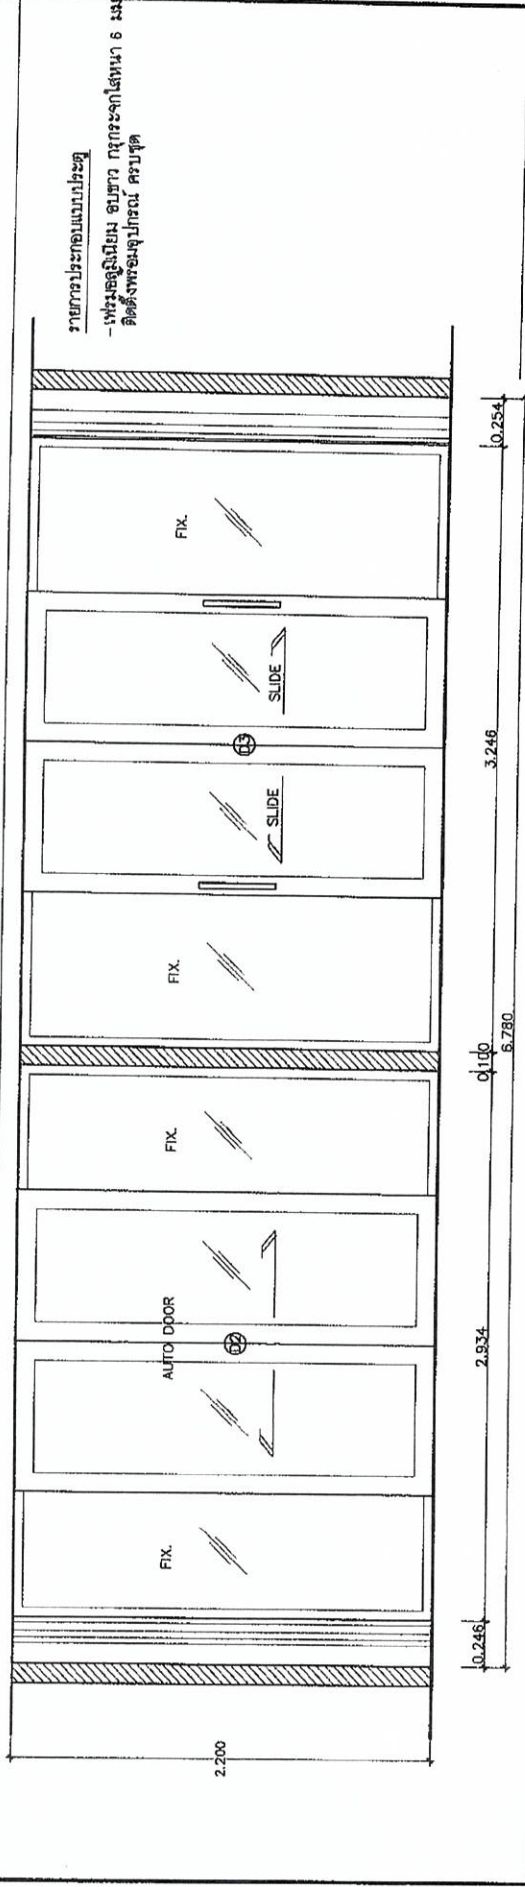 รายการประกอบแบบประตู
-เฟรมอลูมิเนียม อบขาว กรุกระจกใสหนา 6 มม
ติดตั้งพร้อมอุปกรณ์ ครบชุด
FIX.
AUTO DOOR
D2
FIX.
FIX.
SLIDE
D3
SLIDE
FIX.
2.200
0.246
2.934
0.100
3.246
0.254
6.780